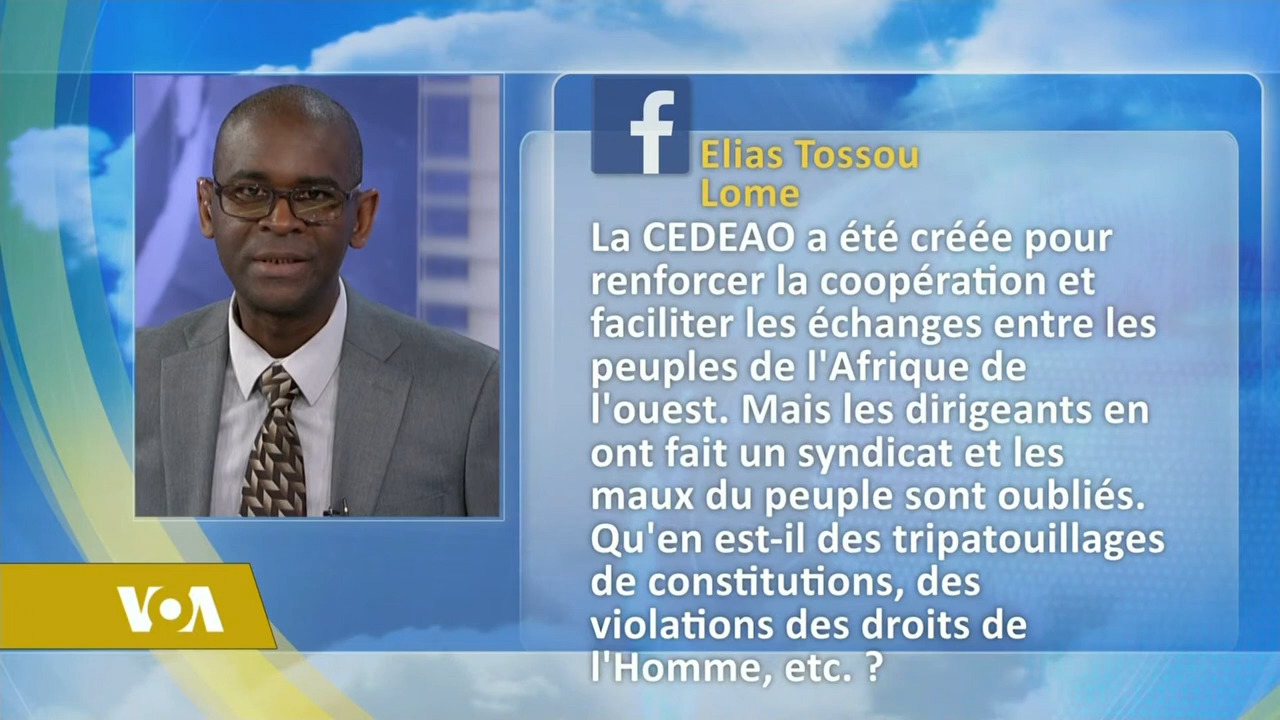 f
Elias Tossou
Lome
La CEDEAO a été créée pour
renforcer la coopération et
faciliter les échanges entre les
peuples de l'Afrique de
l'ouest. Mais les dirigeants en
ont fait un syndicat et les
maux du peuple sont oubliés.
Qu'en est-il des tripatouillages
de constitutions, des
violations des droits de
l'Homme, etc. ?
VOA